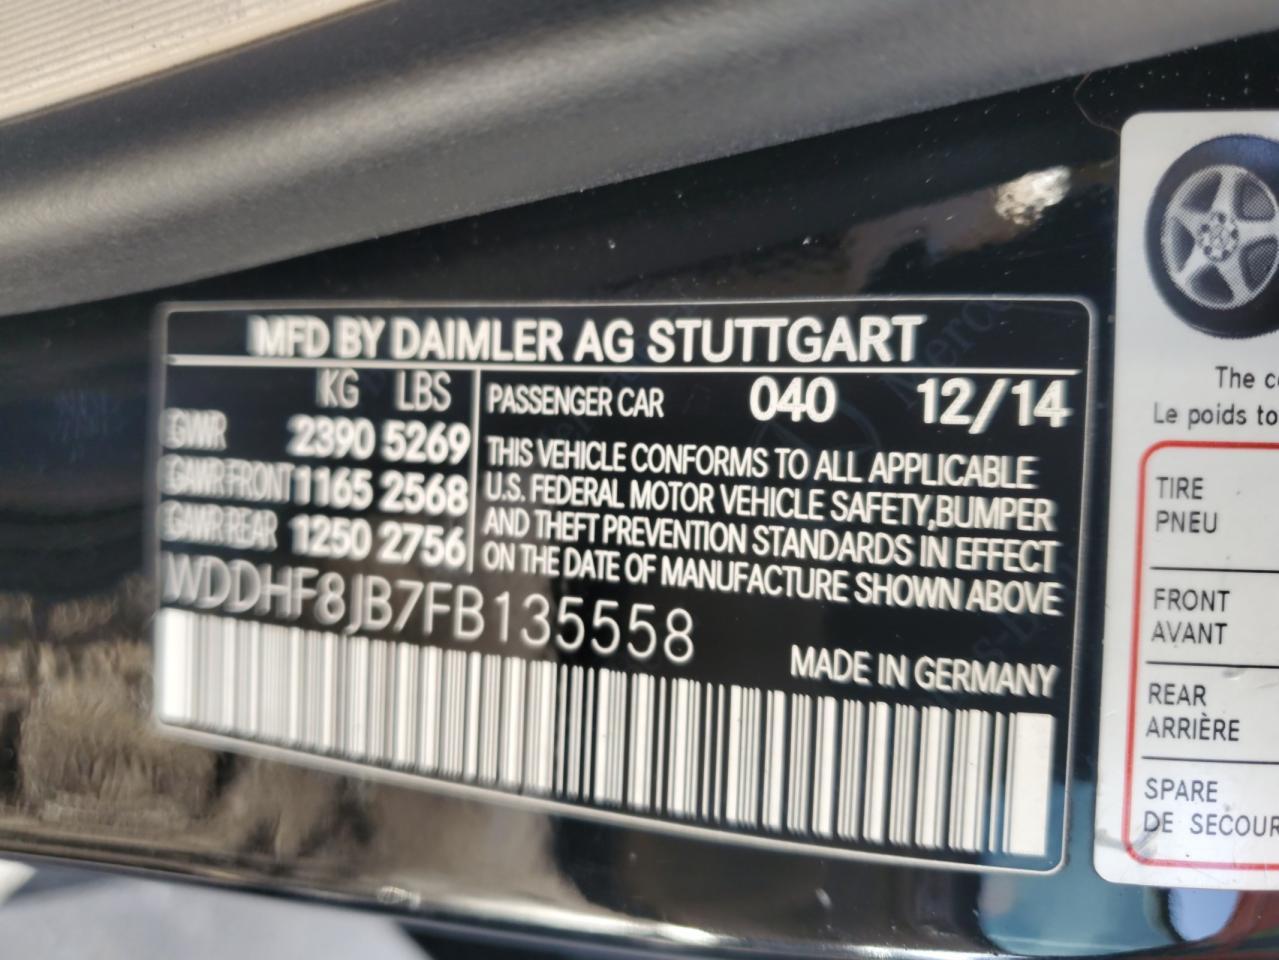 MFD BY DAIMLER AG STUTTGART
KG LBS
GWR 2390 5269
GAWR FRONT 1165 2568
GAWR REAR 1250 2756
PASSENGER CAR 040 12/14
THIS VEHICLE CONFORMS TO ALL APPLICABLE
U.S. FEDERAL MOTOR VEHICLE SAFETY, BUMPER
AND THEFT PREVENTION STANDARDS IN EFFECT
ON THE DATE OF MANUFACTURE SHOWN ABOVE
WDDHF8JB7FB135558
MADE IN GERMANY
The
Le poids
TIRE
PNEU
FRONT
AVANT
REAR
ARRIÈRE
SPARE
DE SECOUR